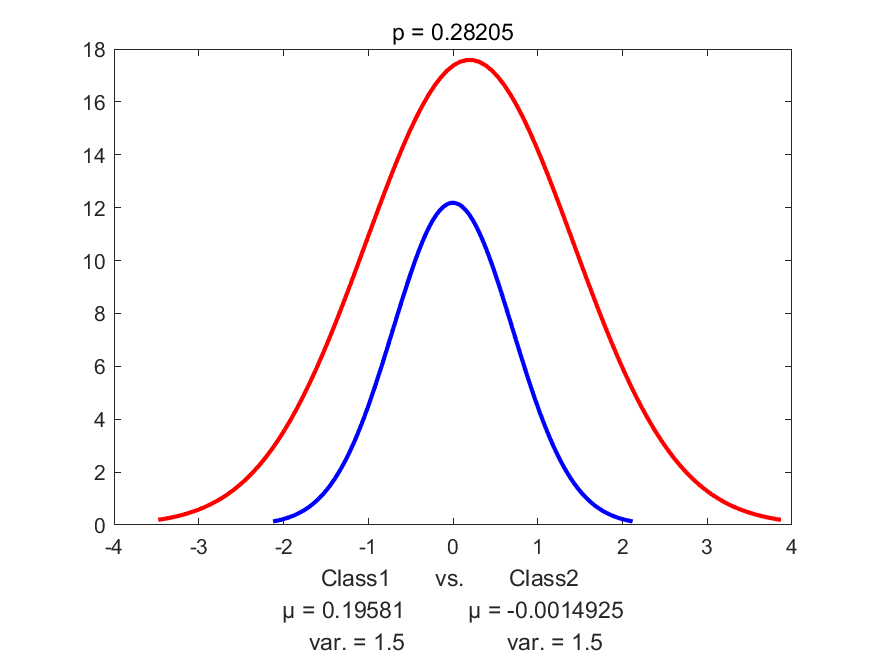 p = 0.28205
18
16
14
12
10
8
6
4
2
0
-4 -3 -2 -1 0 1 2 3 4
Class1 vs. Class2
μ = 0.19581 μ = -0.0014925
var. = 1.5 var. = 1.5